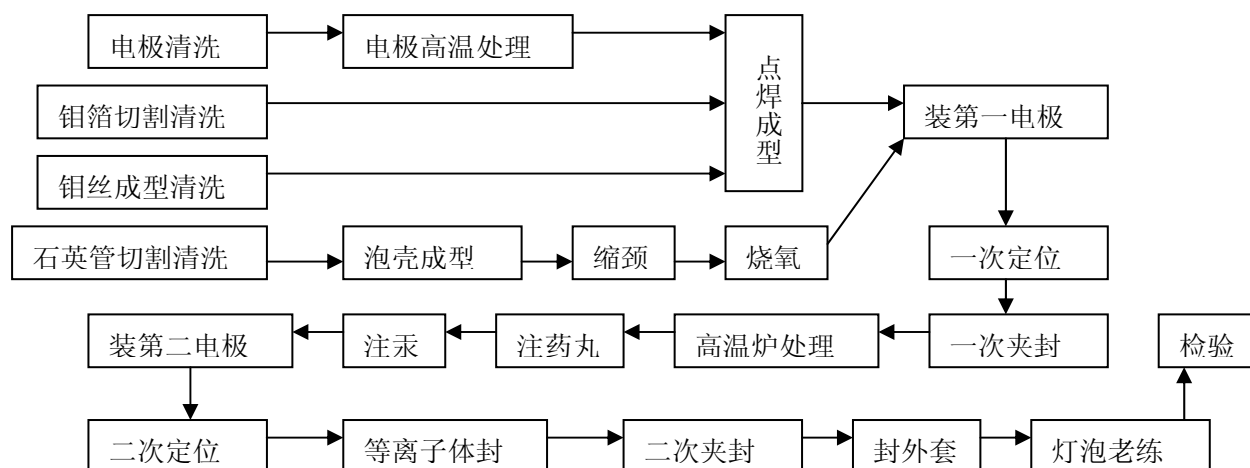 电极清洗
电极高温处理
点焊成型
钼箔切割清洗
装第一电极
钼丝成型清洗
石英管切割清洗
泡壳成型
缩颈
烧氧
一次定位
装第二电极
注汞
注药丸
高温炉处理
一次夹封
检验
二次定位
等离子体封
二次夹封
封外套
灯泡老练